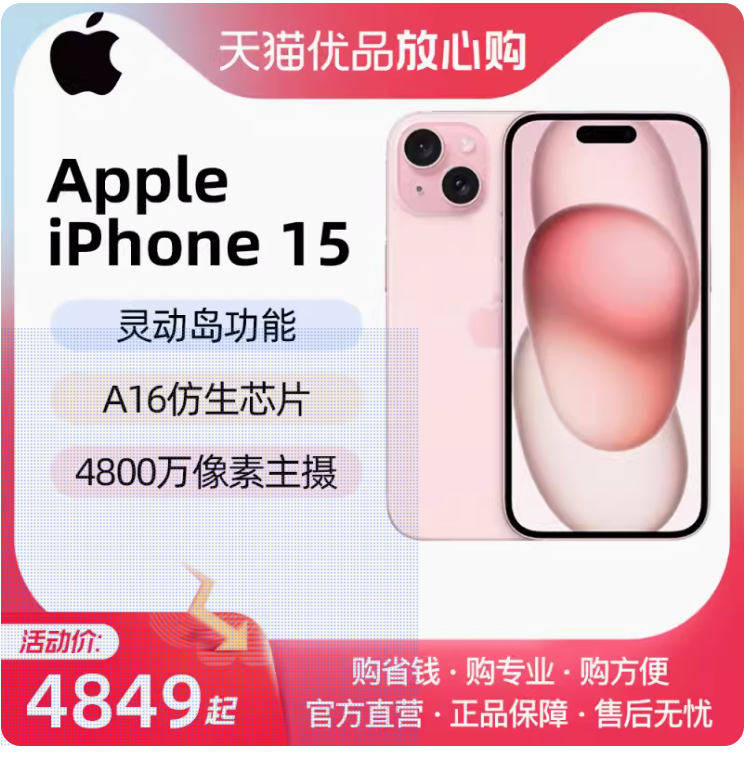 天猫优品放心购
Apple
iPhone 15
灵动岛功能
A16仿生芯片
4800万像素主摄
活动价:
4849起
购省钱·购专业·购方便
官方直营·正品保障·售后无忧